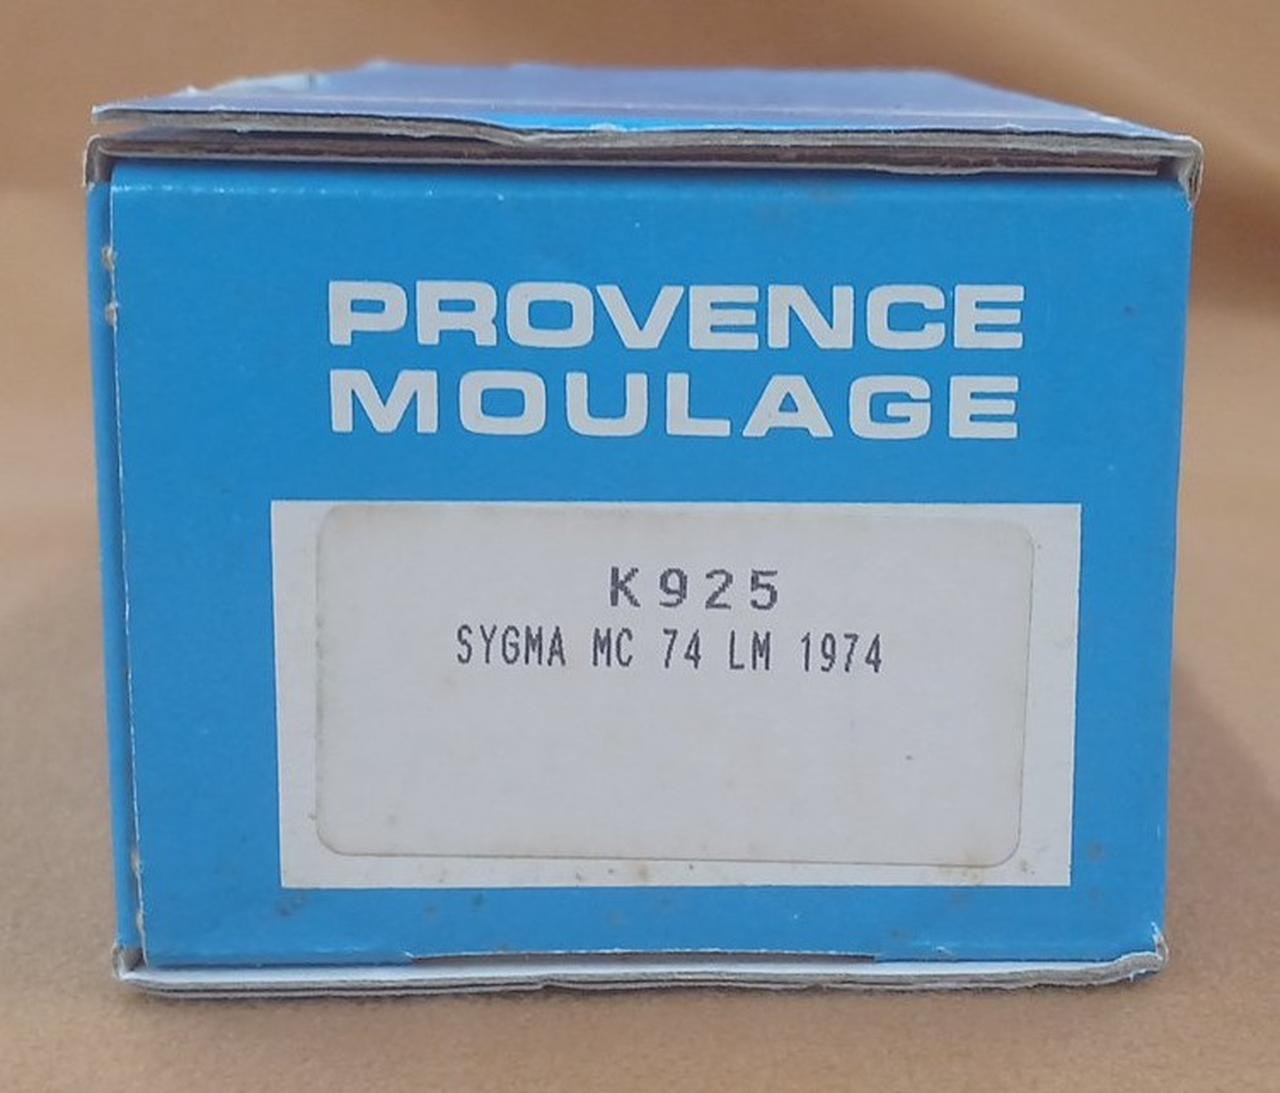 PROVENCE
MOULAGE
K925
SYGMA MC 74 LM 1974